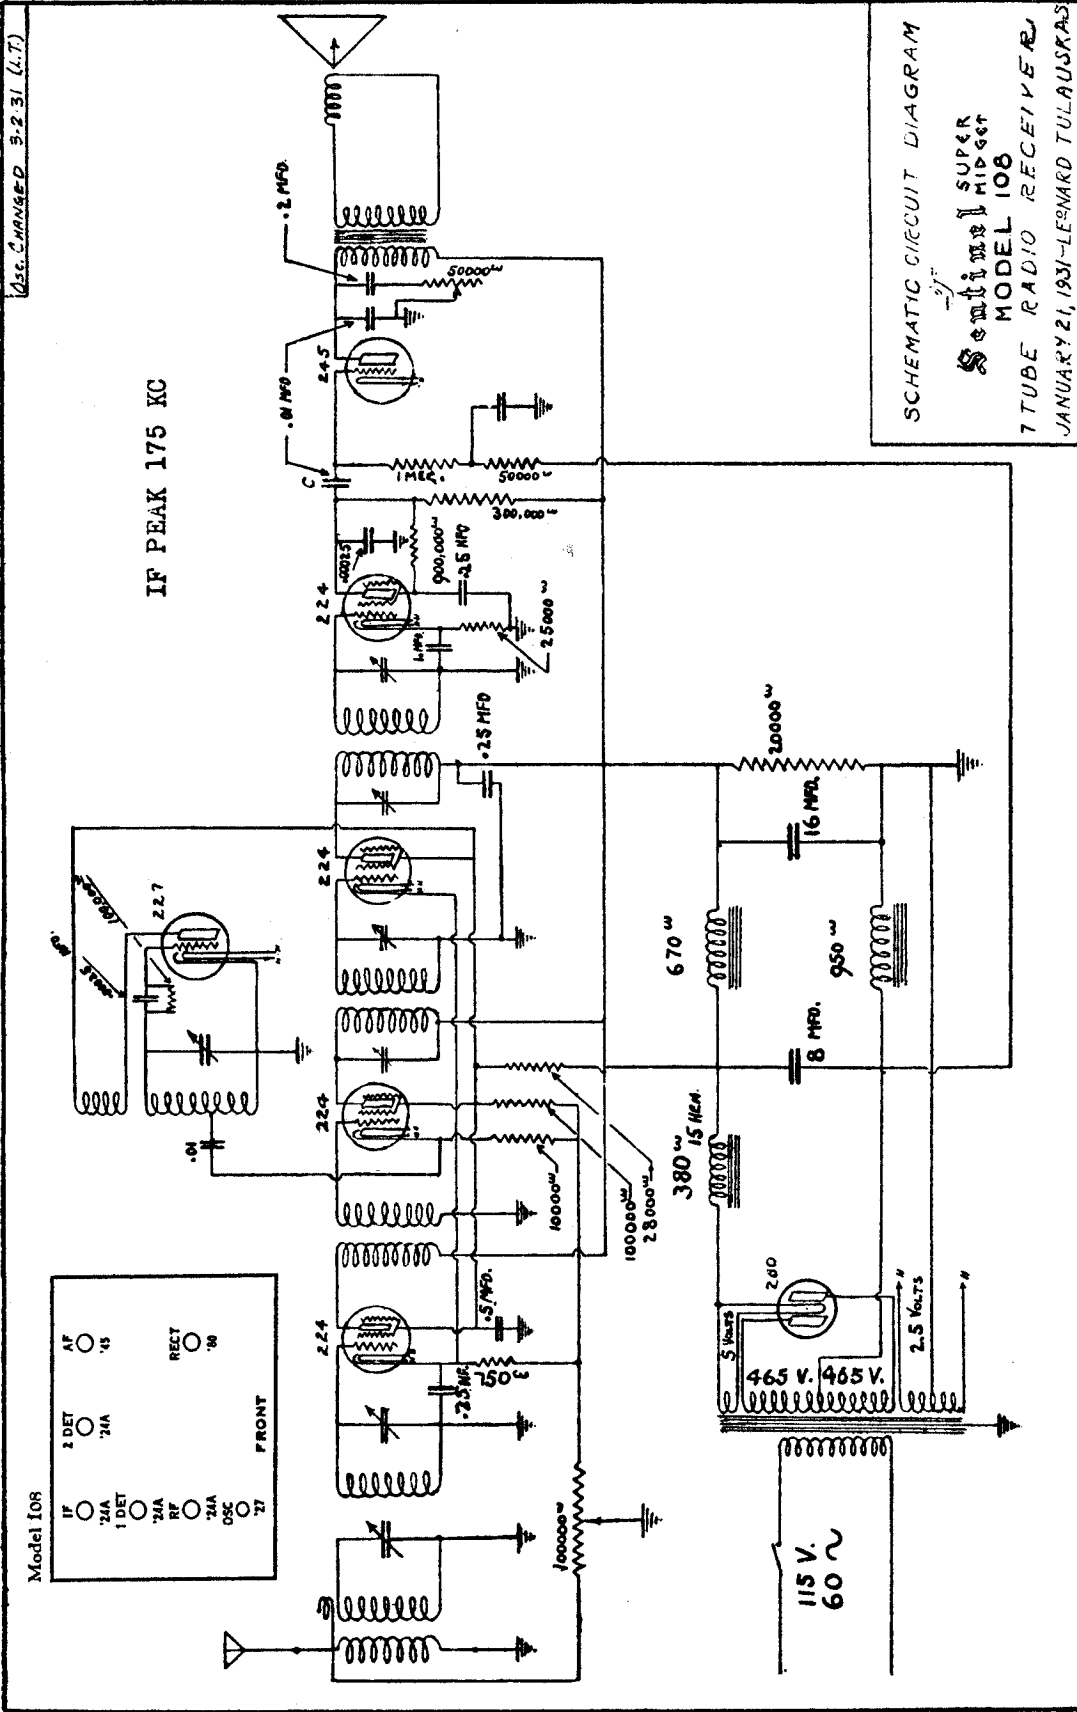 Osc. CHANGED 3-2-31 (L.T.)
Model 108
IF
'24A
1 DET
'24A
RF
'24A
OSC
'27
2 DET
'24A
AF
'45
RECT
'80
FRONT
IF PEAK 175 KC
.00025 MFD.
100000 ω
227
.01
224
224
224
224
245
.01 MFD
.2 MFD.
C
50000 ω
1 MEG.
50000 ω
300,000 ω
.00025
900,000 ω
.25 MFD
25000 ω
.25 MFD
10000 ω
100000 ω
28000 ω
.5 MFD.
750 ω
.25 MF.
100000 ω
20000 ω
16 MFD.
670 ω
950 ω
8 MFD.
380 ω
15 HEN.
280
5 VOLTS
465 V. 465 V.
2.5 VOLTS
115 V.
60 ~
SCHEMATIC CIRCUIT DIAGRAM
Sentinel SUPER MIDGET
MODEL 108
7 TUBE RADIO RECEIVER
JANUARY 21, 1931-LEONARD TULAUSKAS